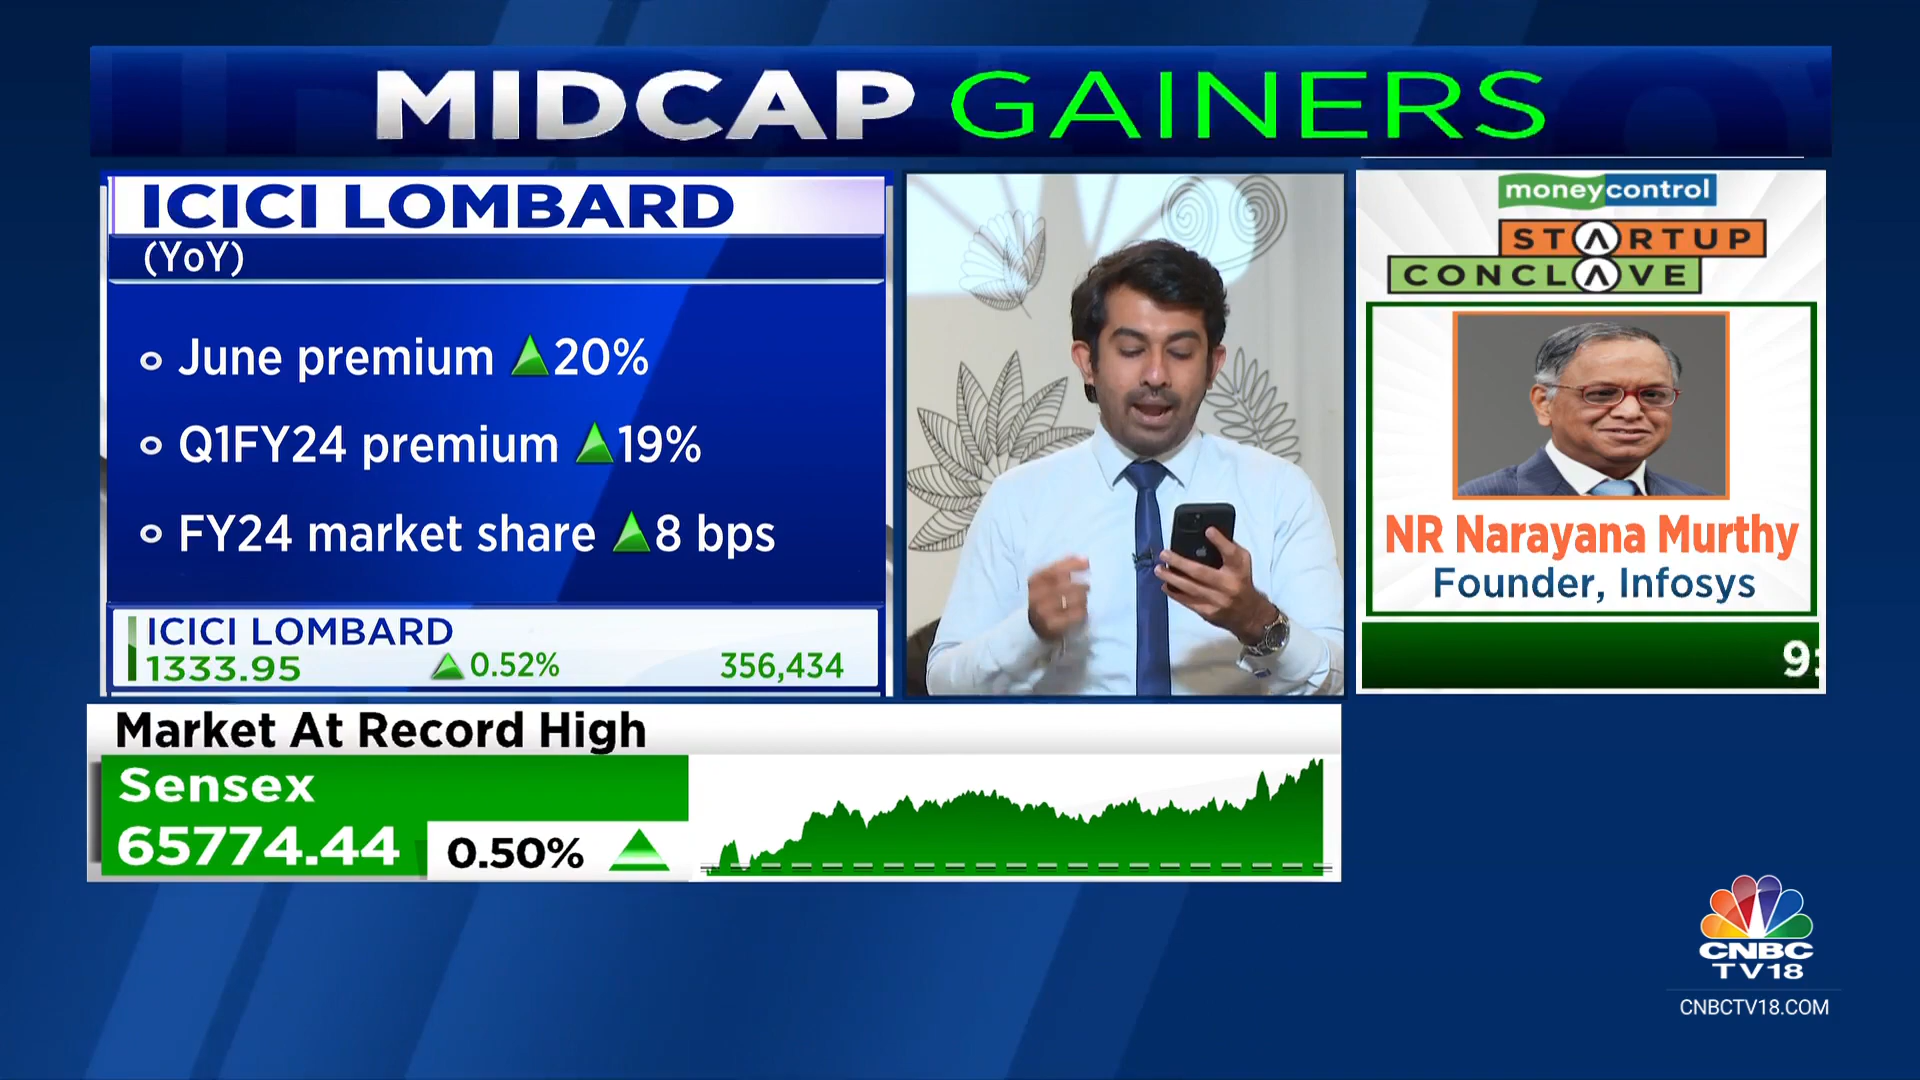 MIDCAP GAINERS
ICICI LOMBARD
(YoY)
June premium ▲20%
Q1FY24 premium ▲19%
FY24 market share ▲8 bps
ICICI LOMBARD
1333.95 ▲0.52% 356,434
moneycontrol
STARTUP
CONCLAVE
NR Narayana Murthy
Founder, Infosys
9:
Market At Record High
Sensex
65774.44 0.50% ▲
CNBC
TV18
CNBCTV18.COM